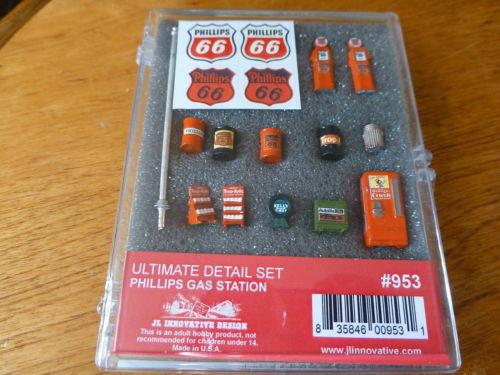 PHILLIPS
66
PHILLIPS
66
Phillips
66
Phillips
66
TROP
Crush
ULTIMATE DETAIL SET
PHILLIPS GAS STATION
#953
JL INNOVATIVE DESIGN
This is an adult hobby product, not
recommended for children under 14.
Made in U.S.A.
8 35846 00953 1
www.jlinnovative.com